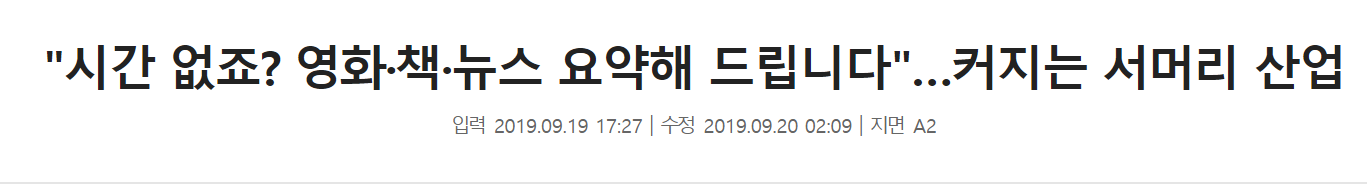 "시간 없죠? 영화·책·뉴스 요약해 드립니다"…커지는 서머리 산업
입력 2019.09.19 17:27 | 수정 2019.09.20 02:09 | 지면 A2